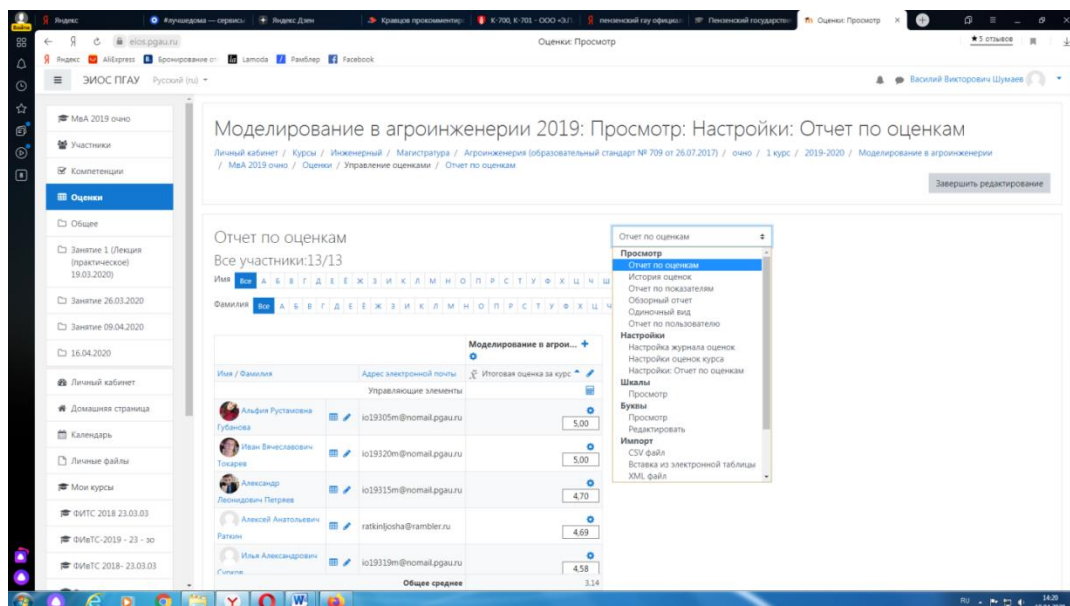 Яндекс
#лучшедома — сервисы
Яндекс.Дзен
Кравцов прокомментир
К-700, К-701 - ООО «З.П.
пензенский гау официал
Пензенский государстве
Оценки: Просмотр
eios.pgau.ru
Оценки: Просмотр
★ 5 отзывов
Яндекс
AliExpress
Бронирование от
Lamoda
Рамблер
Facebook
ЭИОС ПГАУ
Русский (ru)
Василий Викторович Шумаев
МвА 2019 очно
Участники
Компетенции
Оценки
Общее
Занятие 1 (Лекция
(практическое)
19.03.2020)
Занятие 26.03.2020
Занятие 09.04.2020
16.04.2020
Личный кабинет
Домашняя страница
Календарь
Личные файлы
Мои курсы
ФИТС 2018 23.03.03
ФИвТС-2019 - 23 - зо
ФИвТС 2018- 23.03.03
Моделирование в агроинженерии 2019: Просмотр: Настройки: Отчет по оценкам
Личный кабинет / Курсы / Инженерный / Магистратура / Агроинженерия (образовательный стандарт № 709 от 26.07.2017) / очно / 1 курс / 2019-2020 / Моделирование в агроинженерии
/ МвА 2019 очно / Оценки / Управление оценками / Отчет по оценкам
Завершить редактирование
Отчет по оценкам
Все участники:13/13
Имя Все А Б В Г Д Е Ё Ж З И К Л М Н О П Р С Т У Ф Х Ц Ч Ш
Фамилия Все А Б В Г Д Е Ё Ж З И К Л М Н О П Р С Т У Ф Х Ц Ч
Моделирование в агрои...
Имя / Фамилия
Адрес электронной почты
Итоговая оценка за курс
Управляющие элементы
Альфия Рустамовна
Губанова
io19305m@nomail.pgau.ru
5,00
Иван Вячеславович
Токарев
io19320m@nomail.pgau.ru
5,00
Александр
Леонидович Петряев
io19315m@nomail.pgau.ru
4,70
Алексей Анатольевич
Раткин
ratkinljosha@rambler.ru
4,69
Илья Александрович
io19319m@nomail.pgau.ru
4,58
Общее среднее
3,14
Отчет по оценкам
Просмотр
Отчет по оценкам
История оценок
Отчет по показателям
Обзорный отчет
Одиночный вид
Отчет по пользователю
Настройки
Настройка журнала оценок
Настройки оценок курса
Настройки: Отчет по оценкам
Шкалы
Просмотр
Буквы
Просмотр
Редактировать
Импорт
CSV файл
Вставка из электронной таблицы
XML файл
RU
14:20